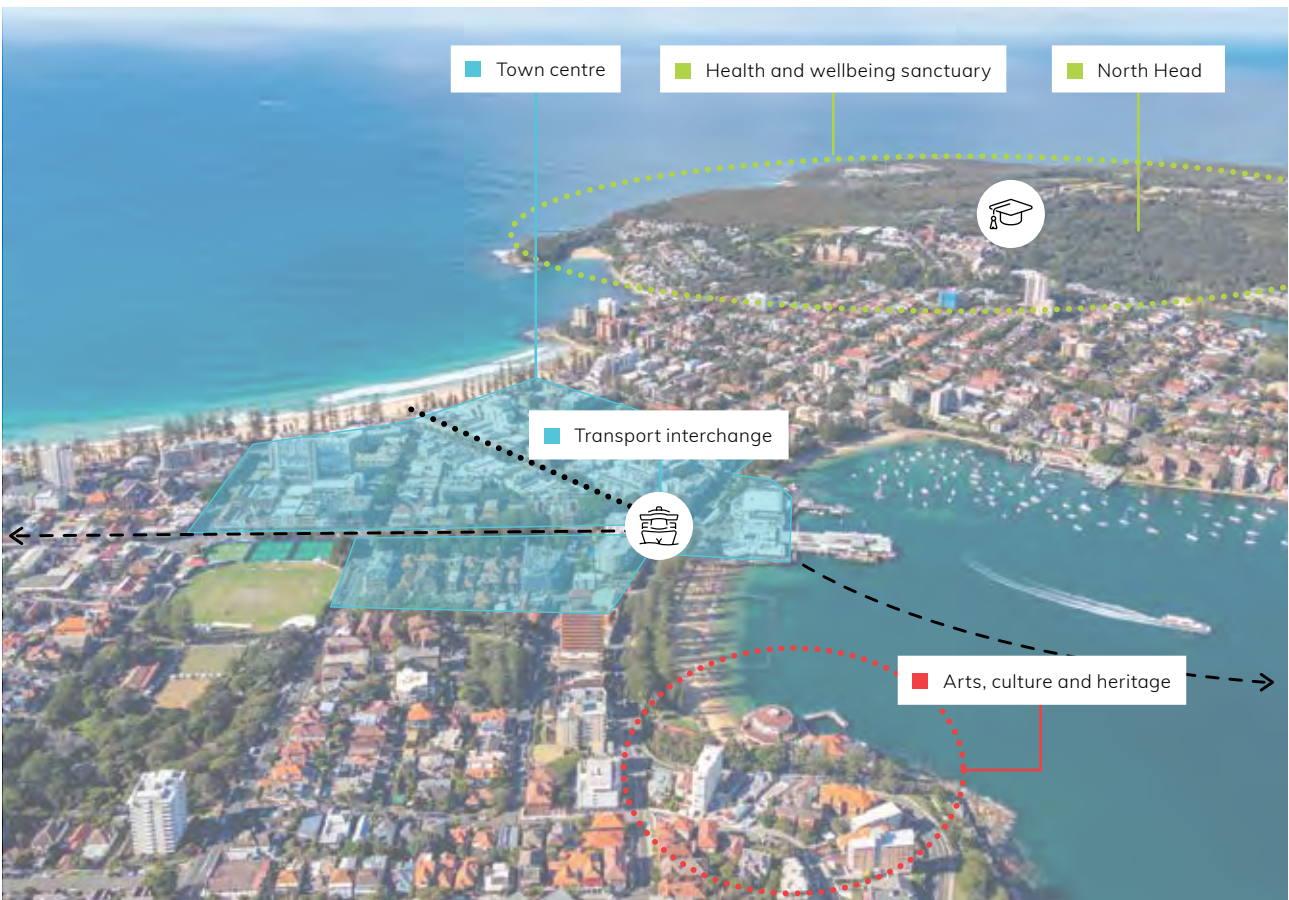 Town centre
Health and wellbeing sanctuary
North Head
Transport interchange
Arts, culture and heritage